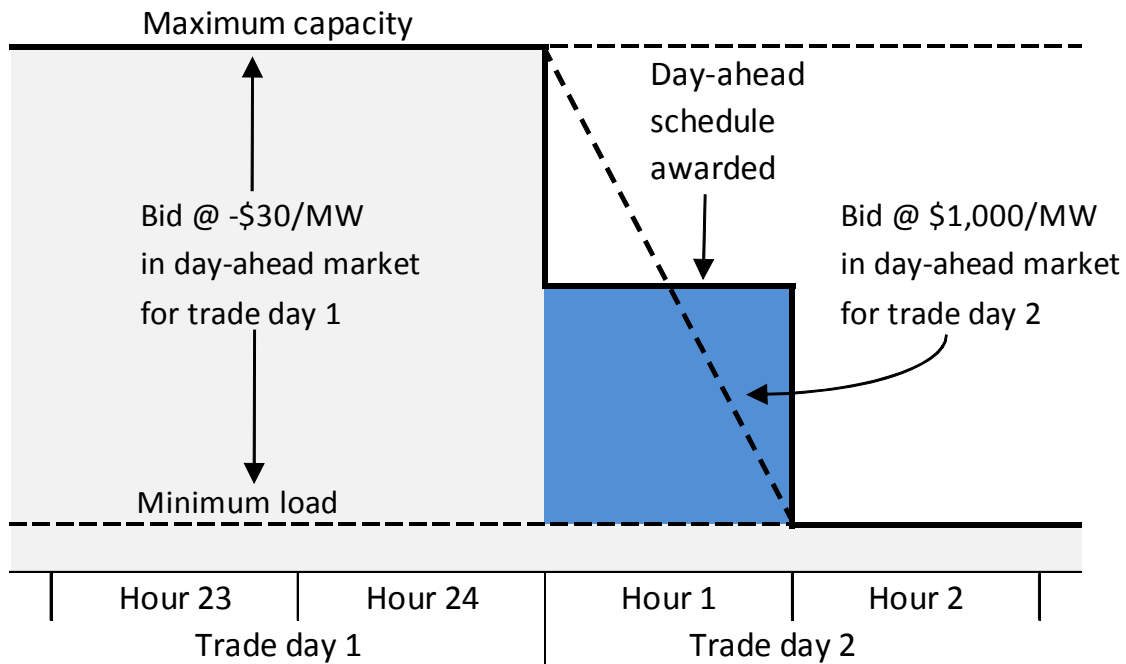 Maximum capacity
Day-ahead
schedule
awarded
Bid @ -$30/MW
in day-ahead market
for trade day 1
Bid @ $1,000/MW
in day-ahead market
for trade day 2
Minimum load
Hour 23
Hour 24
Hour 1
Hour 2
Trade day 1
Trade day 2